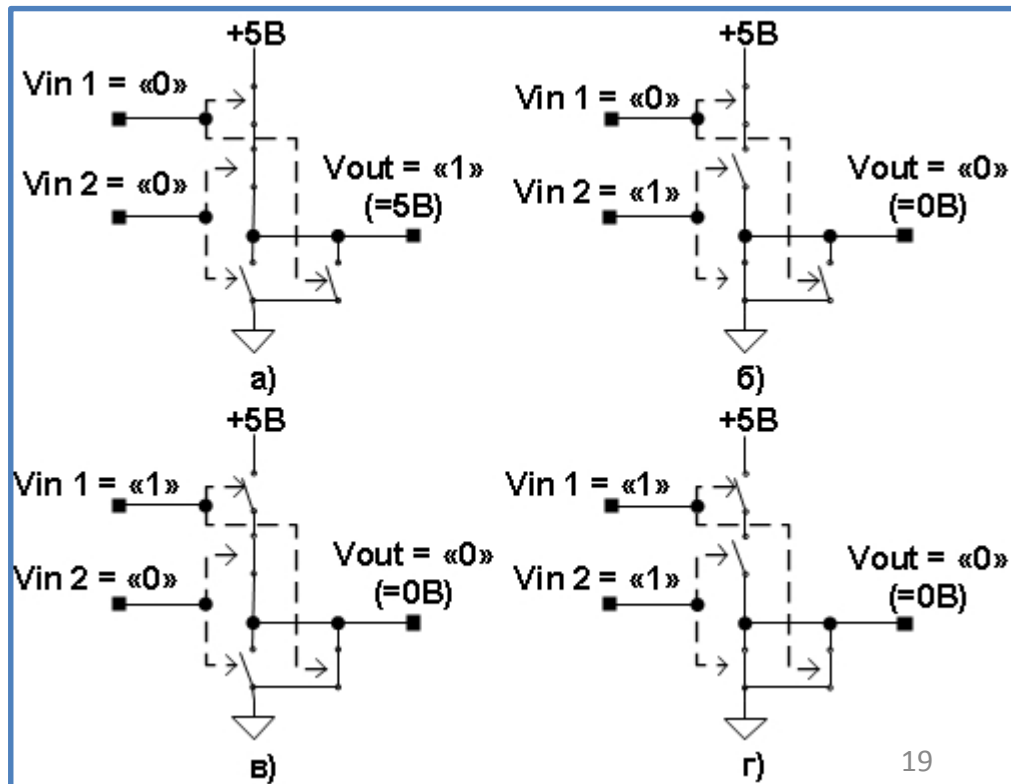 +5В
Vin 1 = «0»
Vin 2 = «0»
Vout = «1»
(=5В)
а)
+5В
Vin 1 = «0»
Vin 2 = «1»
Vout = «0»
(=0В)
б)
+5В
Vin 1 = «1»
Vin 2 = «0»
Vout = «0»
(=0В)
в)
+5В
Vin 1 = «1»
Vin 2 = «1»
Vout = «0»
(=0В)
г)
19